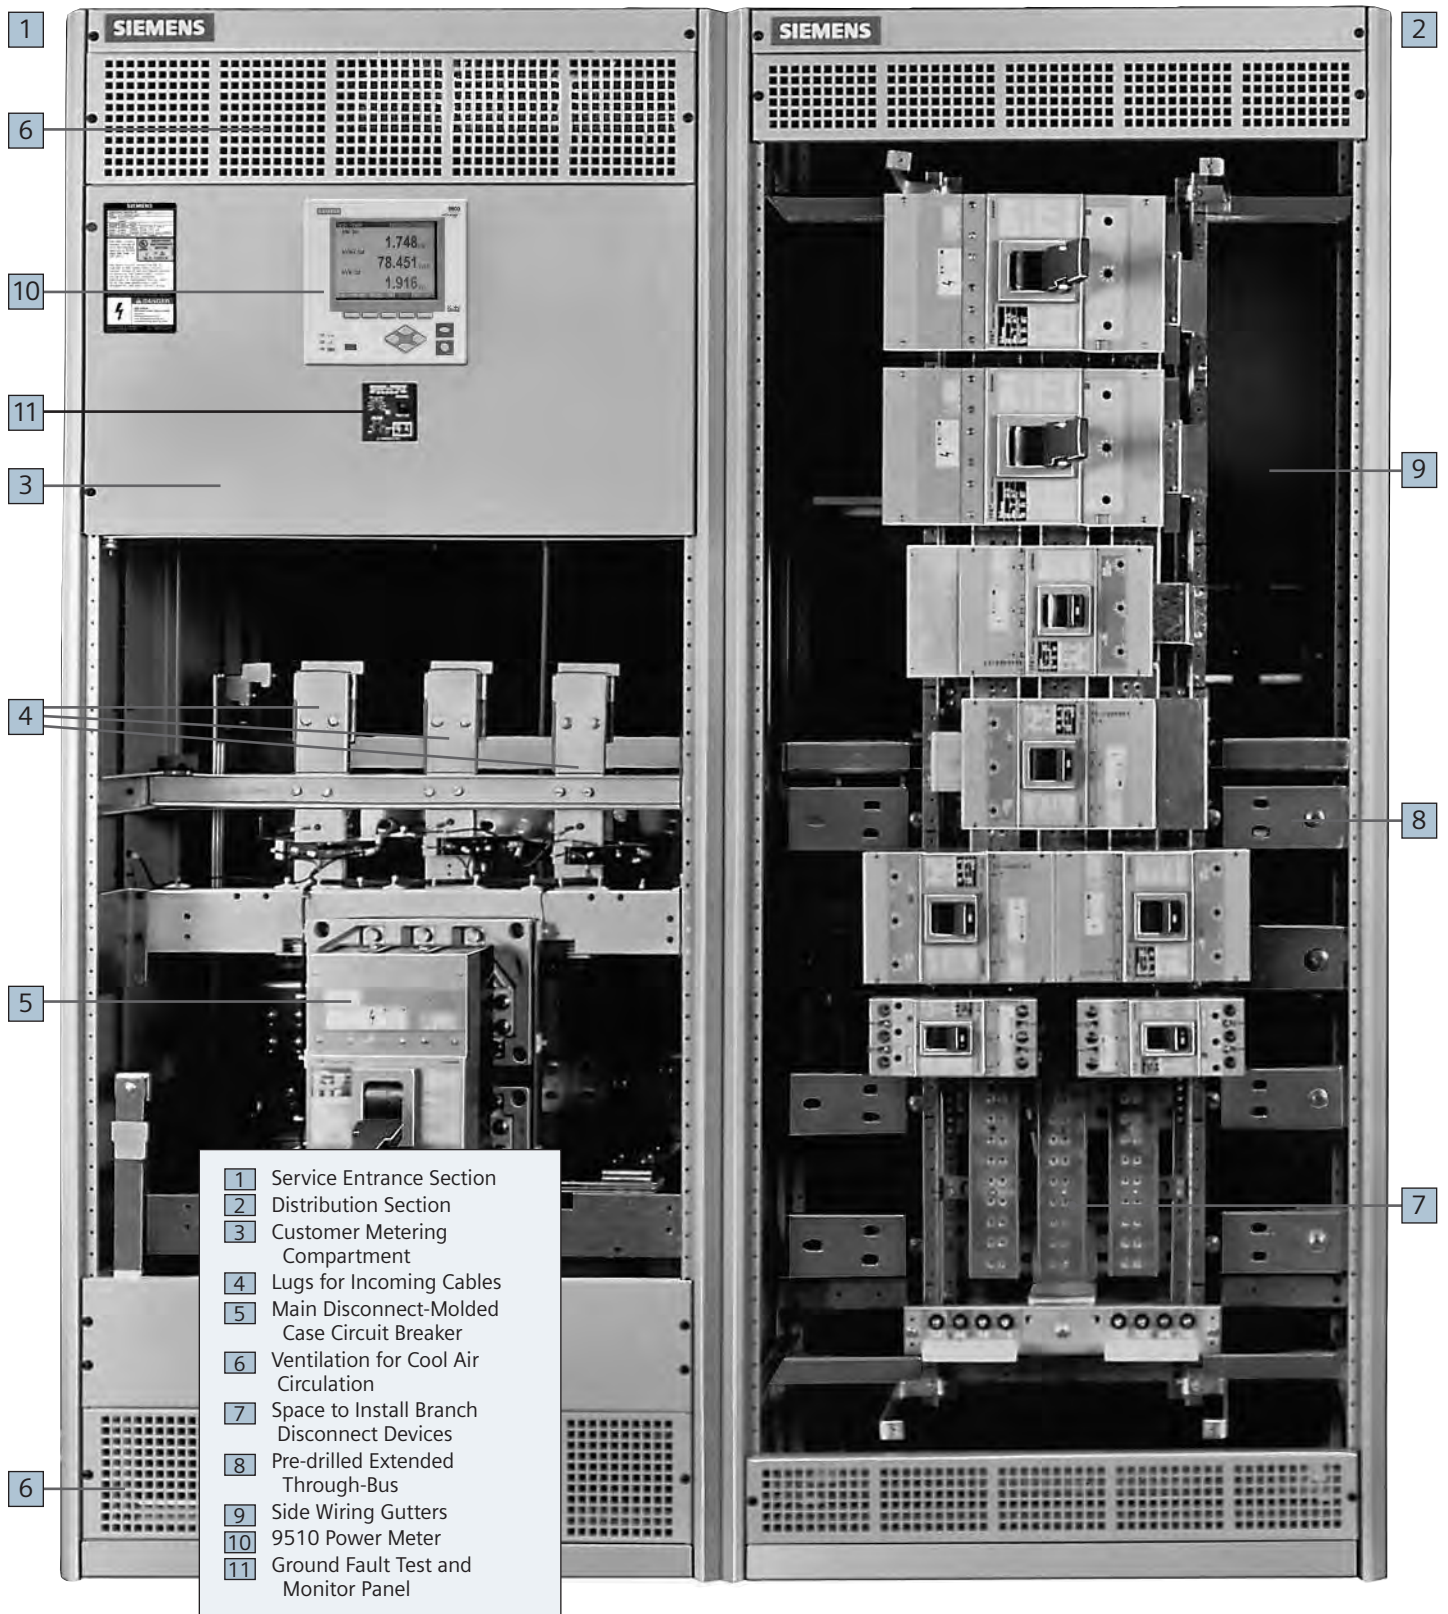 1
SIEMENS
SIEMENS
2
6
SIEMENS
DANGER
1.748
78.451
1.916
10
11
3
9
4
8
5
7
6
1 Service Entrance Section
2 Distribution Section
3 Customer Metering
Compartment
4 Lugs for Incoming Cables
5 Main Disconnect-Molded
Case Circuit Breaker
6 Ventilation for Cool Air
Circulation
7 Space to Install Branch
Disconnect Devices
8 Pre-drilled Extended
Through-Bus
9 Side Wiring Gutters
10 9510 Power Meter
11 Ground Fault Test and
Monitor Panel